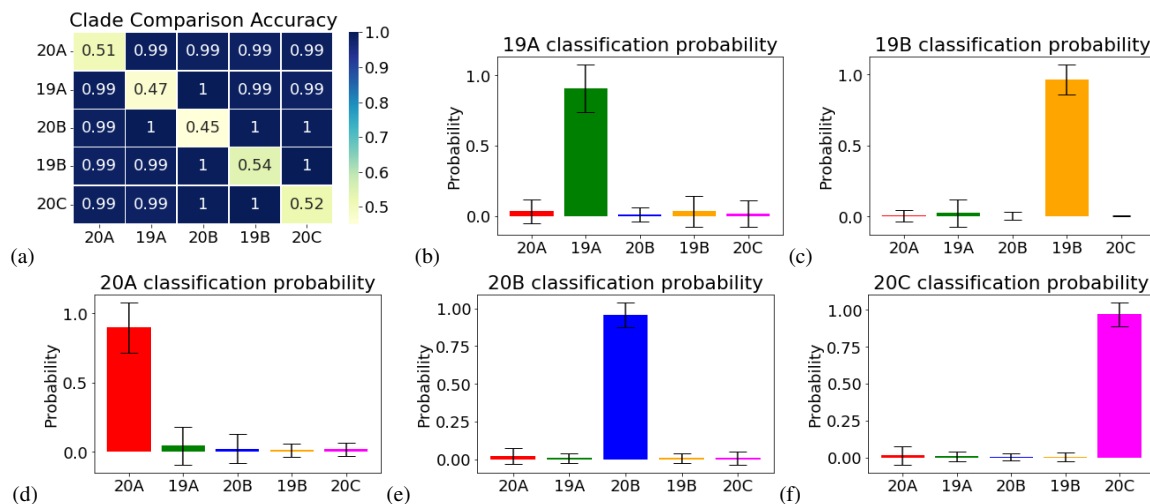 Clade Comparison Accuracy
20A 0.51 0.99 0.99 0.99 0.99
19A 0.99 0.47 1 0.99 0.99
20B 0.99 1 0.45 1 1
19B 0.99 0.99 1 0.54 1
20C 0.99 0.99 1 1 0.52
20A 19A 20B 19B 20C
1.0
0.9
0.8
0.7
0.6
0.5
(a)
19A classification probability
Probability
1.0
0.5
0.0
20A 19A 20B 19B 20C
(b)
19B classification probability
Probability
1.0
0.5
0.0
20A 19A 20B 19B 20C
(c)
20A classification probability
Probability
1.0
0.5
0.0
20A 19A 20B 19B 20C
(d)
20B classification probability
Probability
1.00
0.75
0.50
0.25
0.00
20A 19A 20B 19B 20C
(e)
20C classification probability
Probability
1.00
0.75
0.50
0.25
0.00
20A 19A 20B 19B 20C
(f)